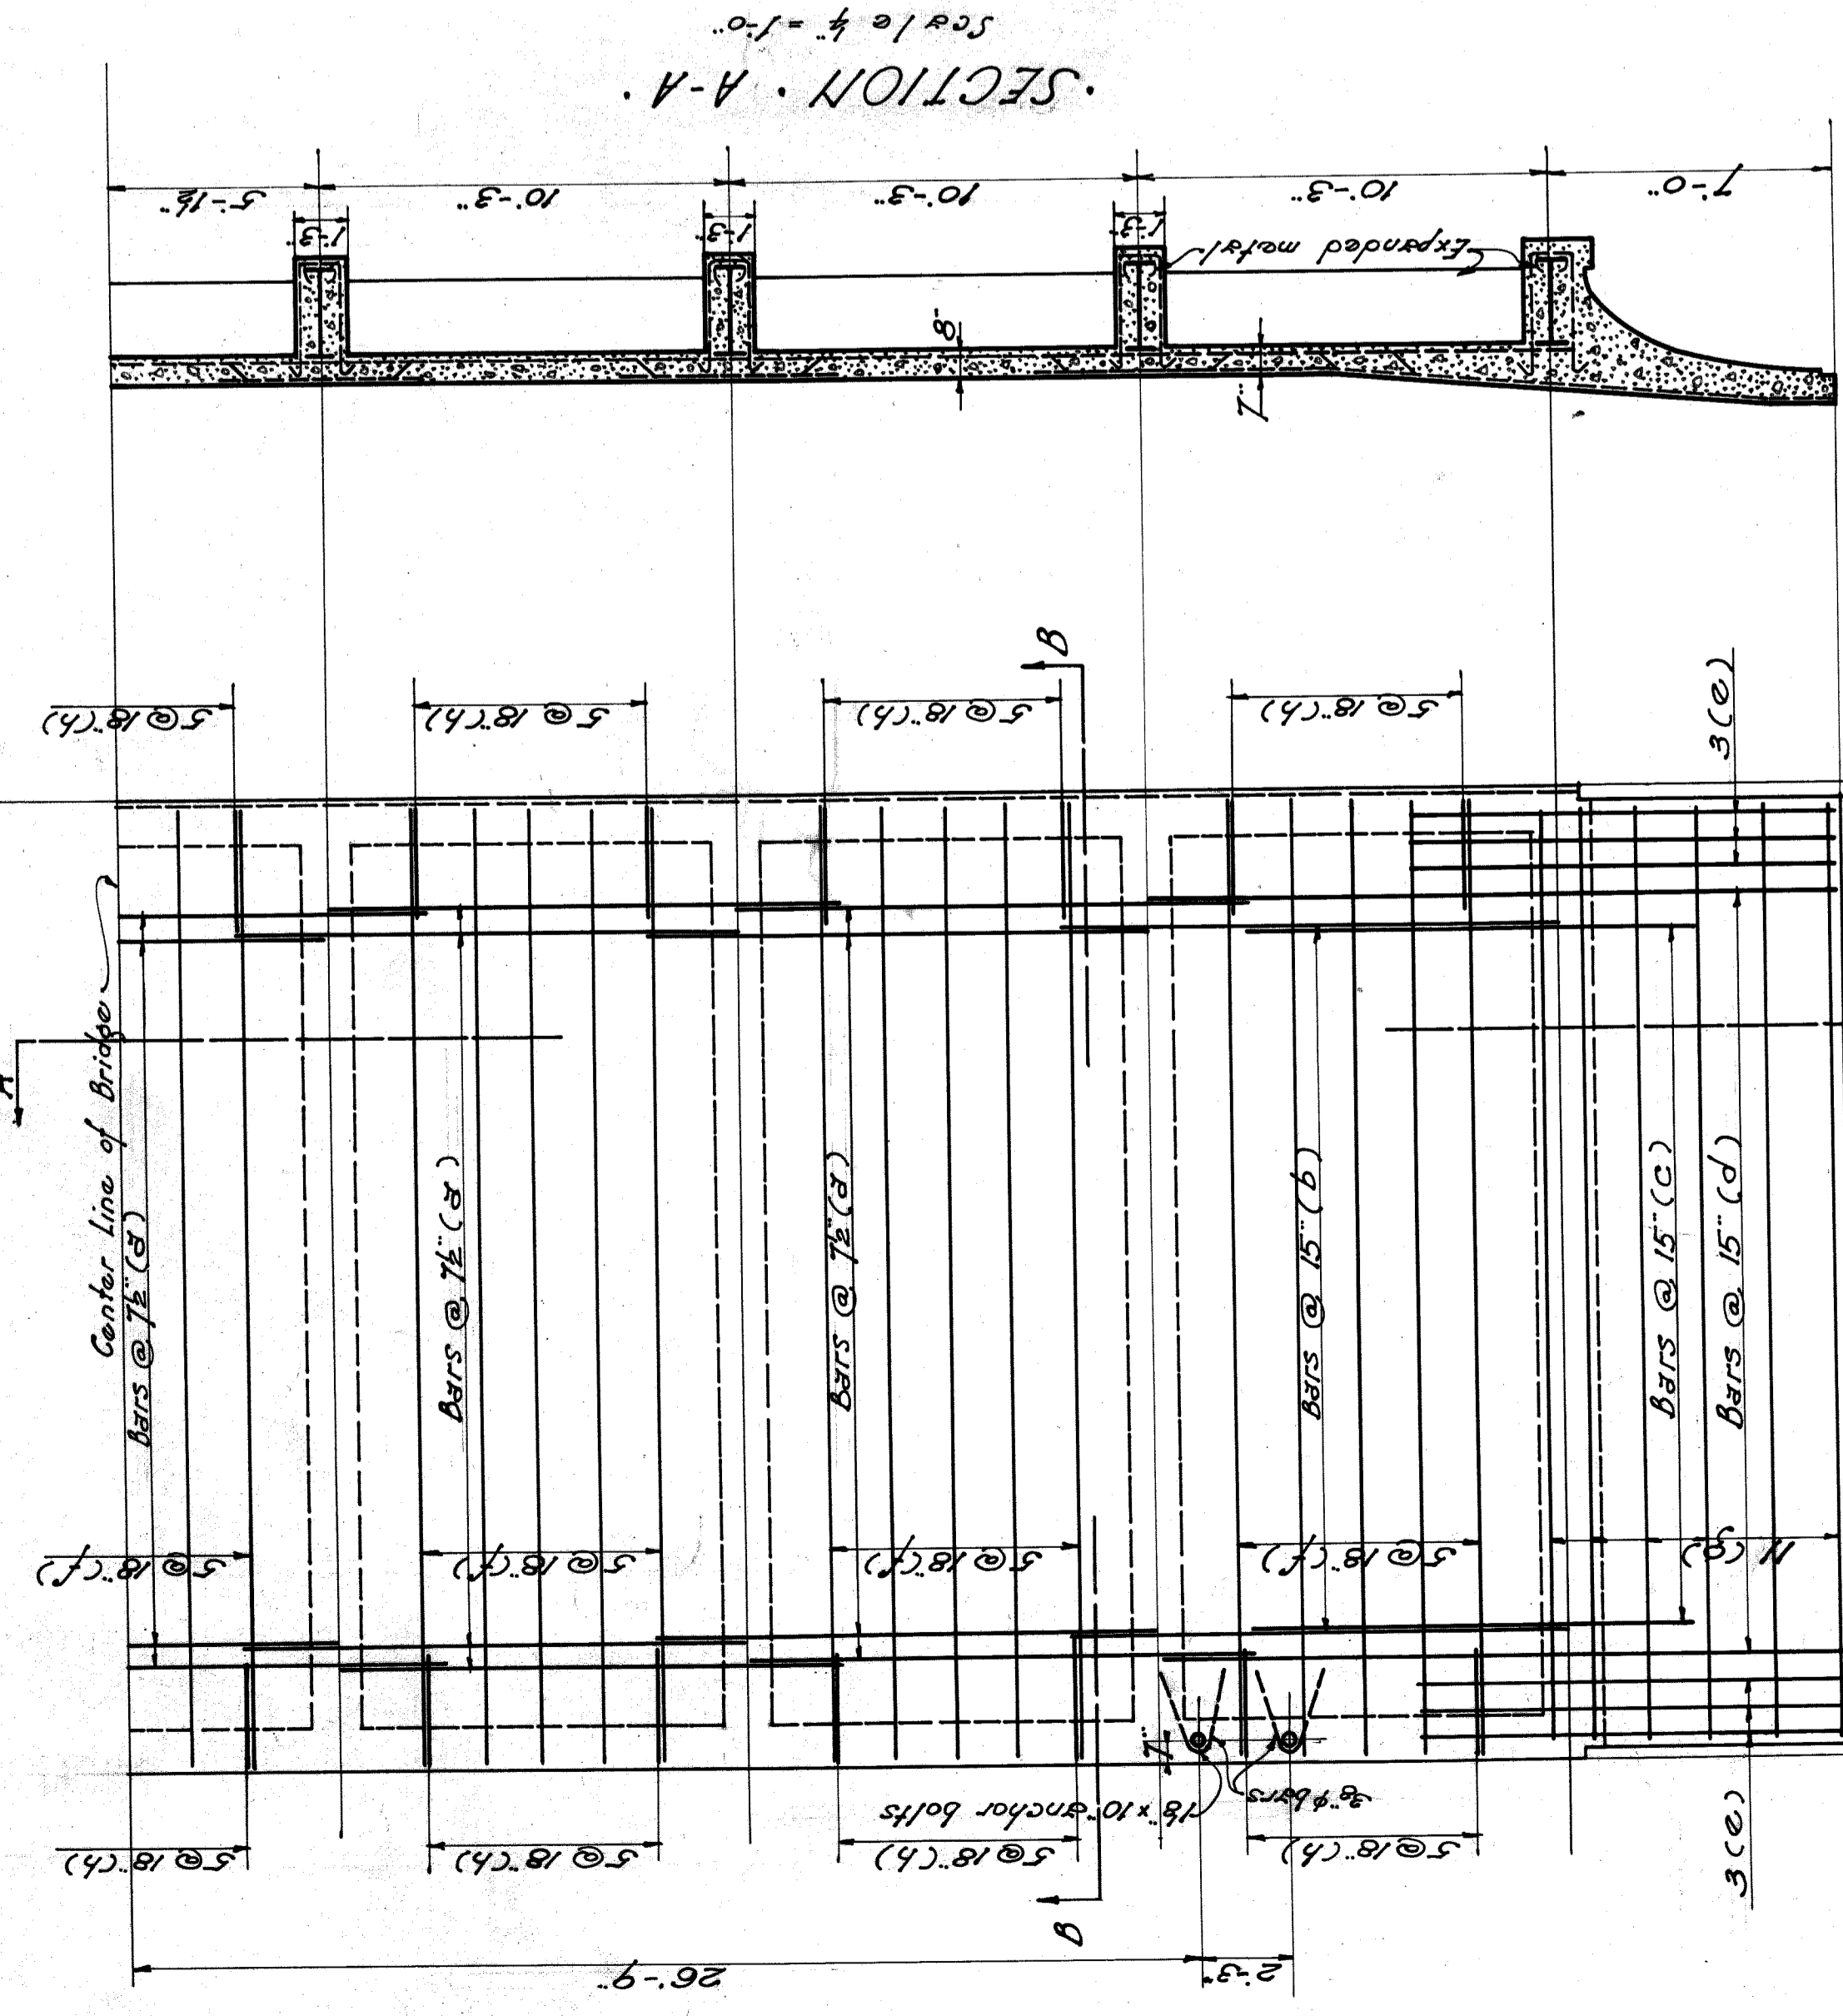 26'-9"
2'-3"
B
5@18"(h)
5@18"(h)
5@18"(h)
5@18"(h)
3(e)
1⅛" x 10" anchor bolts
⅜"φ bars
7"
5@18"(f)
5@18"(f)
5@18"(f)
5@18"(f)
11(g)
Center Line of Bridge
Bars @ 7½"(a)
Bars @ 7½"(a)
Bars @ 7½"(a)
Bars @ 15"(b)
Bars @ 15"(c)
Bars @ 15"(d)
A
5@18"(h)
5@18"(h)
5@18"(h)
5@18"(h)
3(e)
B
8"
7"
Expanded metal
1'-3"
1'-3"
1'-3"
5'-1½"
10'-3"
10'-3"
10'-3"
7'-0"
· SECTION · A-A ·
Scale ¼" = 1'-0"